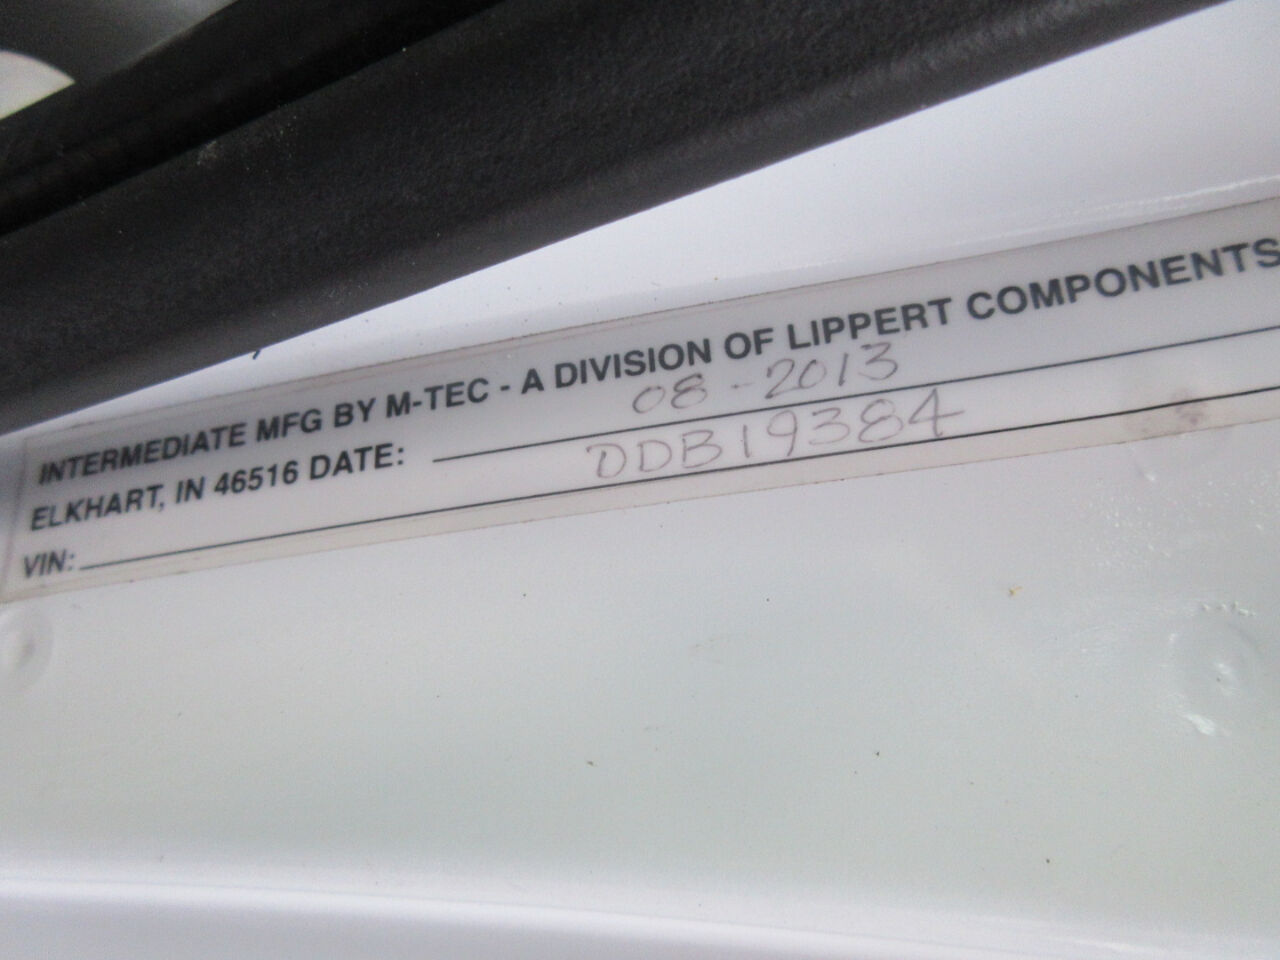 INTERMEDIATE MFG BY M-TEC - A DIVISION OF LIPPERT COMPONENTS
ELKHART, IN 46516 DATE: 08-2013
VIN: DDB19384